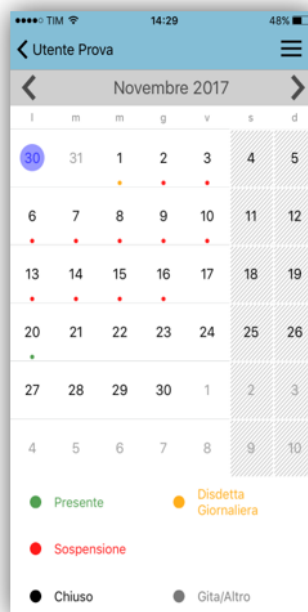 TIM 14:29 48%
Utente Prova
Novembre 2017
l m m g v s d
30 31 1 2 3 4 5
6 7 8 9 10 11 12
13 14 15 16 17 18 19
20 21 22 23 24 25 26
27 28 29 30 1 2 3
4 5 6 7 8 9 10
Presente
Disdetta
Giornaliera
Sospensione
Chiuso
Gita/Altro